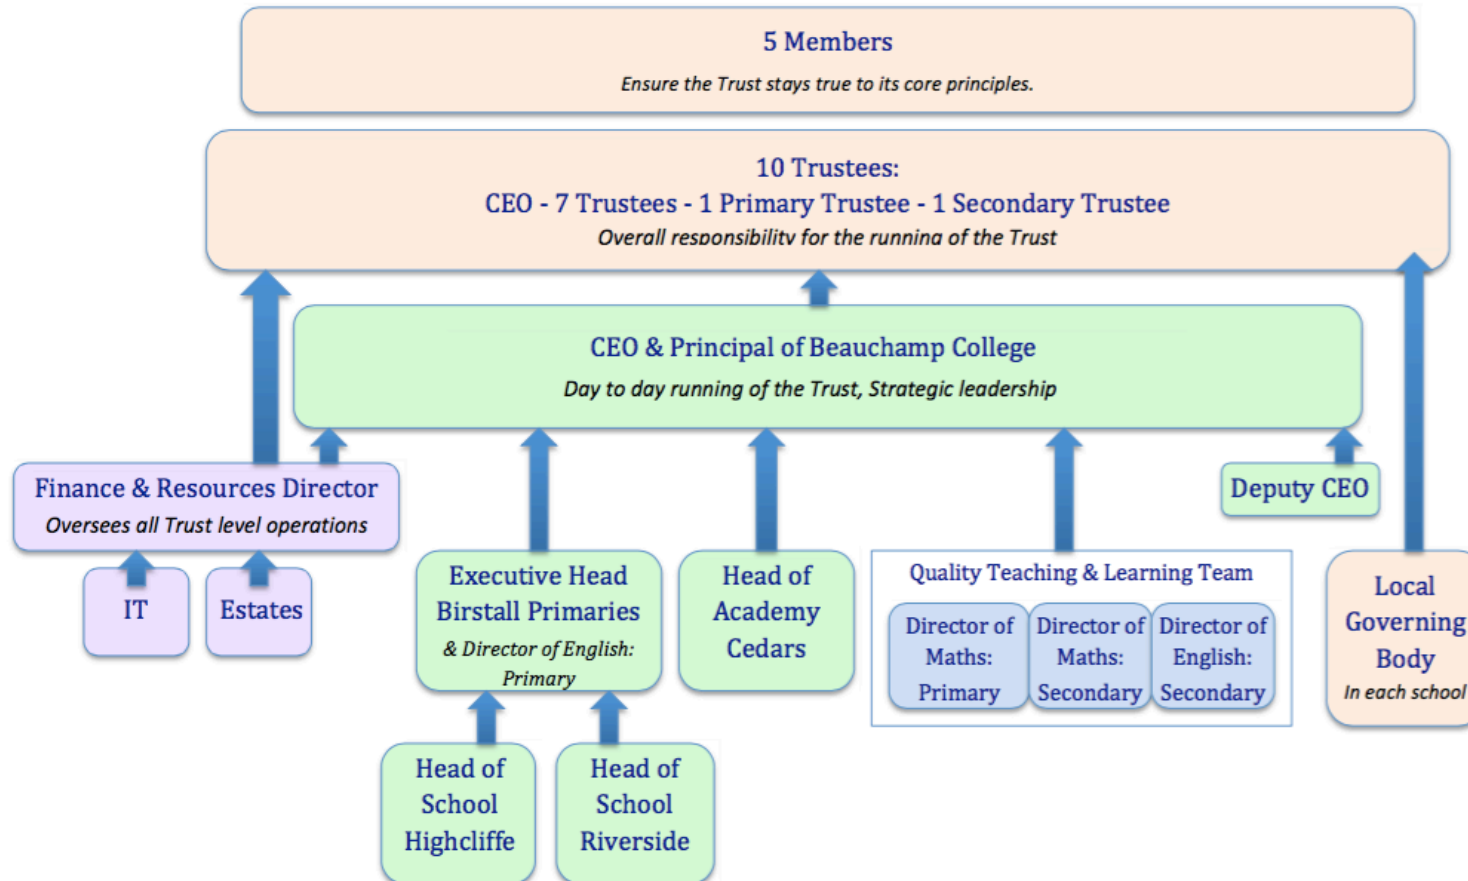 5 Members
Ensure the Trust stays true to its core principles.
10 Trustees:
CEO - 7 Trustees - 1 Primary Trustee - 1 Secondary Trustee
Overall responsibility for the running of the Trust
CEO & Principal of Beauchamp College
Day to day running of the Trust, Strategic leadership
Finance & Resources Director
Oversees all Trust level operations
Deputy CEO
IT
Estates
Executive Head
Birstall Primaries
& Director of English:
Primary
Head of
Academy
Cedars
Quality Teaching & Learning Team
Director of
Maths:
Primary
Director of
Maths:
Secondary
Director of
English:
Secondary
Local
Governing
Body
In each school
Head of
School
Highcliffe
Head of
School
Riverside